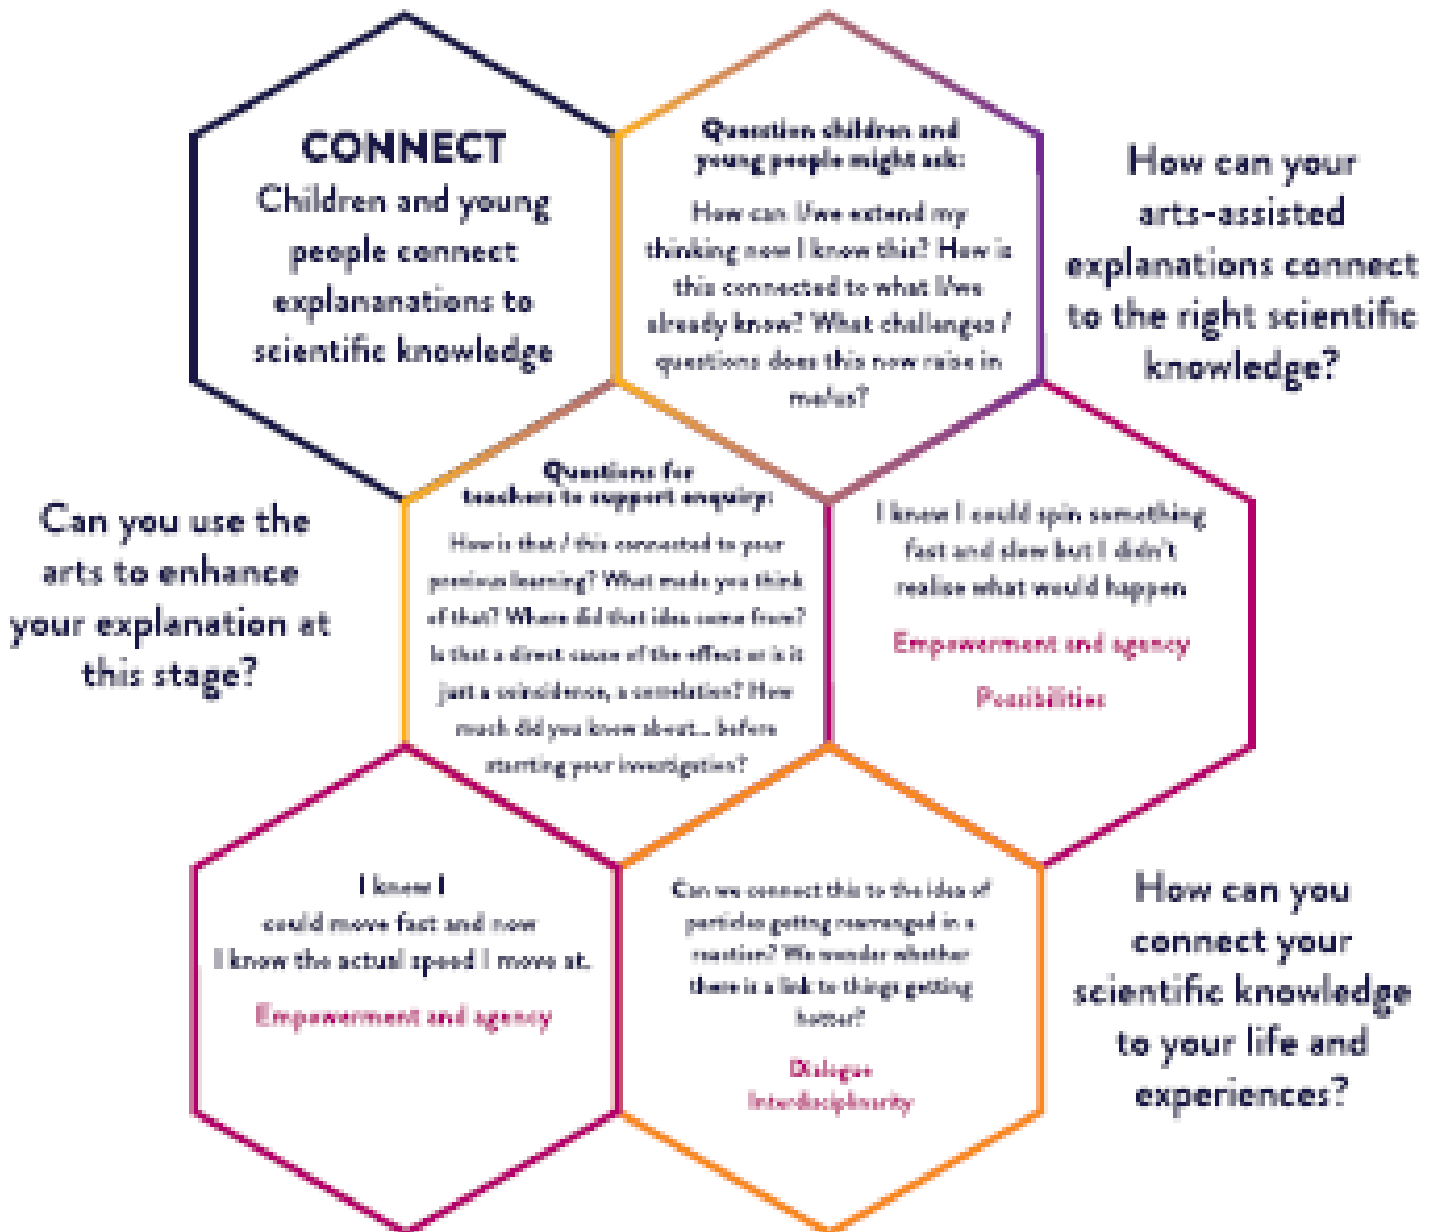 CONNECT
Children and young
people connect
explananations to
scientific knowledge
Question children and
young people might ask:
How can I/we extend my
thinking now I know this? How is
this connected to what I/we
already know? What challenges /
questions does this now raise in
me/us?
How can your
arts-assisted
explanations connect
to the right scientific
knowledge?
Can you use the
arts to enhance
your explanation at
this stage?
Questions for
teachers to support enquiry:
How is that / this connected to your
previous learning? What made you think
of that? Where did that idea come from?
Is that a direct cause of the effect or is it
just a coincidence, a correlation? How
much did you know about... before
starting your investigation?
I knew I could spin something
fast and slow but I didn't
realise what would happen
Empowerment and agency
Possibilities
I knew I
could move fast and now
I know the actual speed I move at.
Empowerment and agency
Can we connect this to the idea of
particles getting rearranged in a
reaction? We wonder whether
there is a link to things getting
hotter?
Dialogue
Interdisciplinarity
How can you
connect your
scientific knowledge
to your life and
experiences?